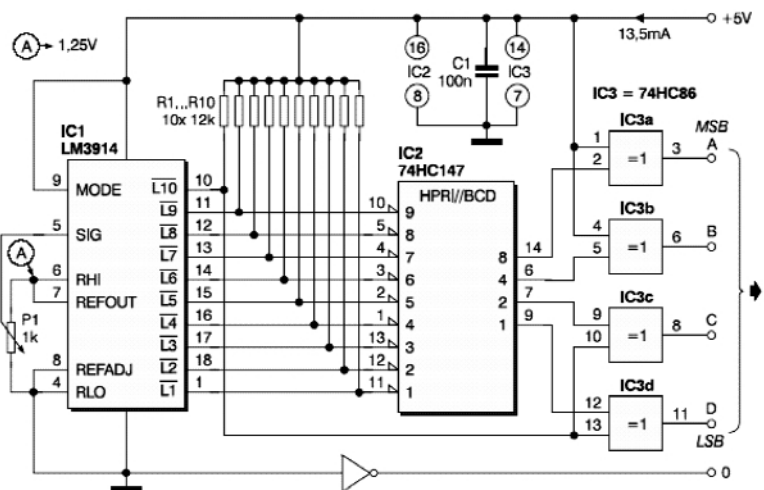 A 1,25V
13,5mA
+5V
16
IC2
8
C1
100n
14
IC3
7
IC3 = 74HC86
R1...R10
10x 12k
IC1
LM3914
9 MODE
5 SIG
A
6 RHI
7 REFOUT
P1
1k
8 REFADJ
4 RLO
L10 10
L9 11
L8 12
L7 13
L6 14
L5 15
L4 16
L3 17
L2 18
L1 1
IC2
74HC147
HPRI//BCD
10 9
5 8
4 7
3 6
2 5
1 4
13 3
12 2
11 1
8 14
4 6
2 7
1 9
IC3a
1
2
=1
3
MSB
A
IC3b
4
5
=1
6
B
IC3c
9
10
=1
8
C
IC3d
12
13
=1
11
D
LSB
0